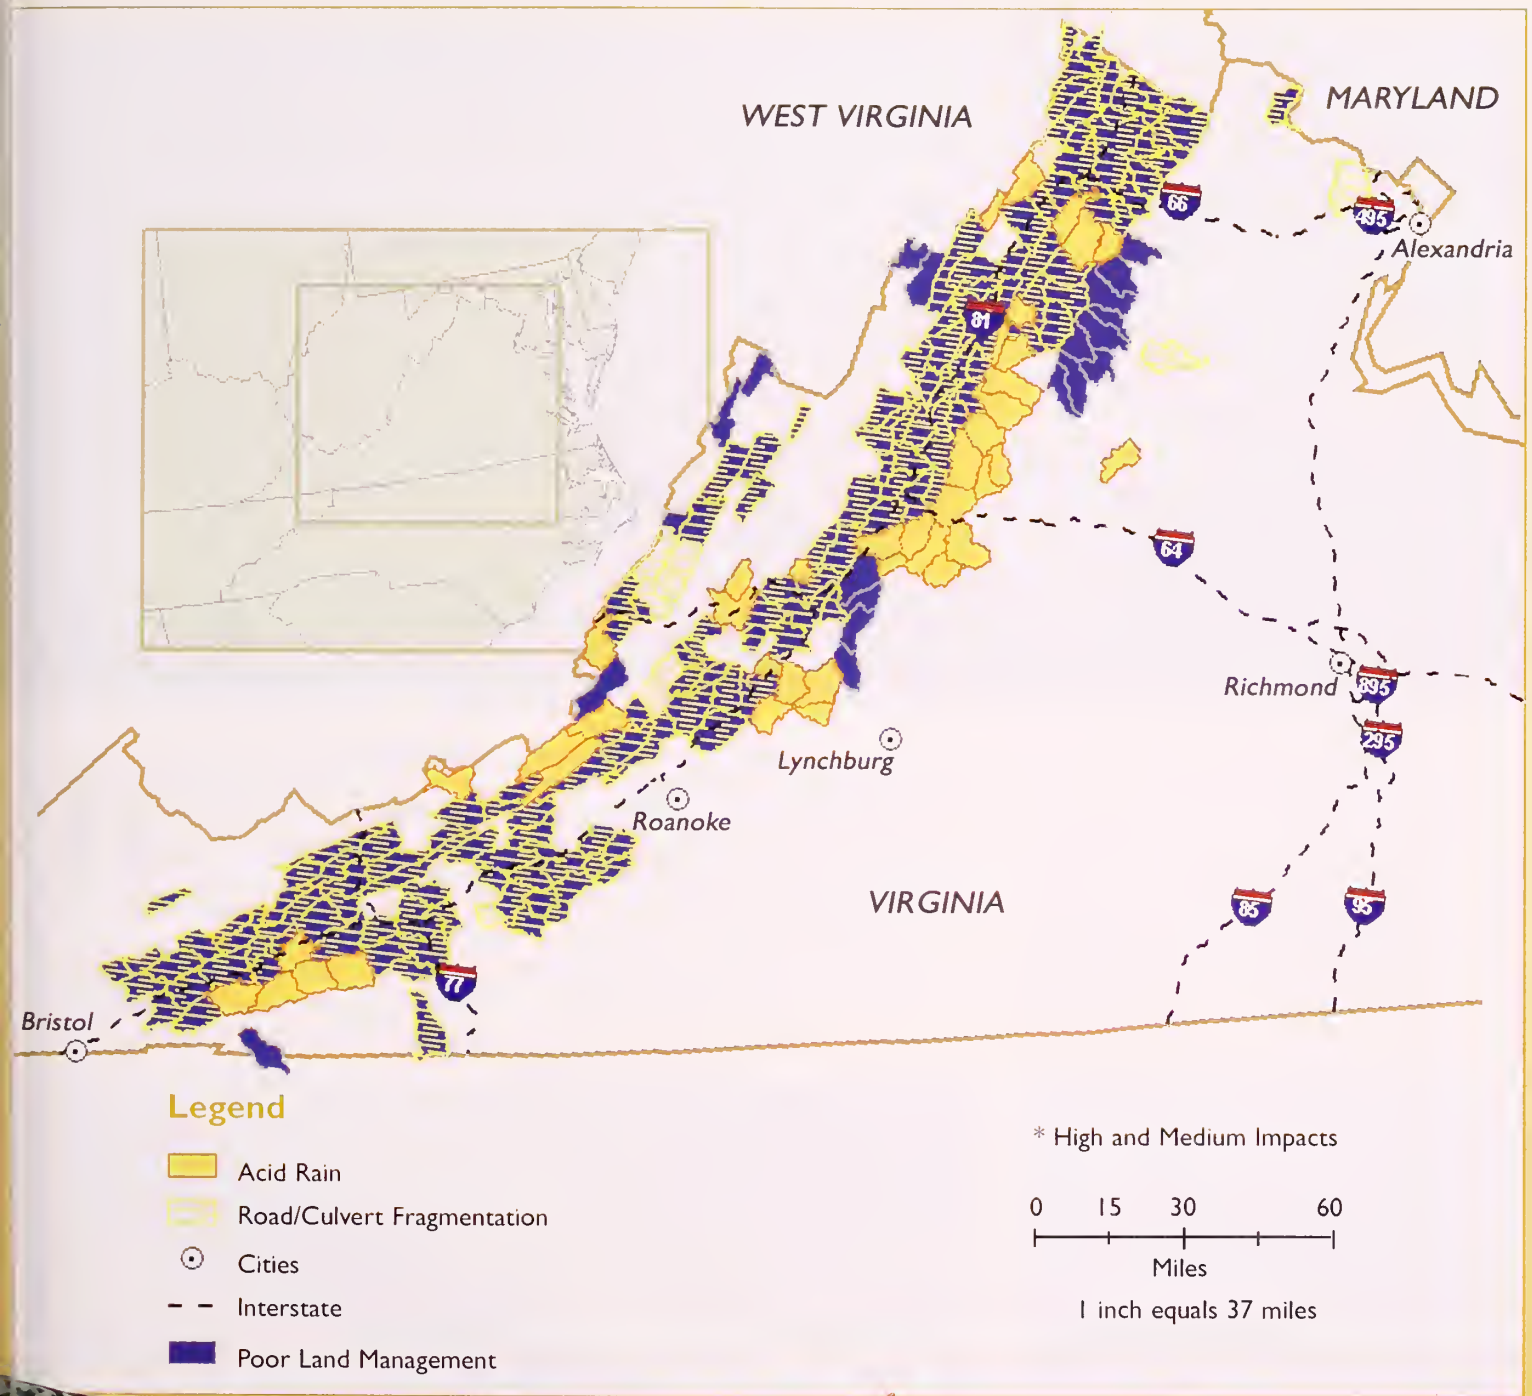 WEST VIRGINIA
MARYLAND
66
495
Alexandria
81
64
Richmond
895
295
Lynchburg
Roanoke
VIRGINIA
85
95
77
Bristol
Legend
Acid Rain
Road/Culvert Fragmentation
Cities
Interstate
Poor Land Management
* High and Medium Impacts
0 15 30 60
Miles
1 inch equals 37 miles